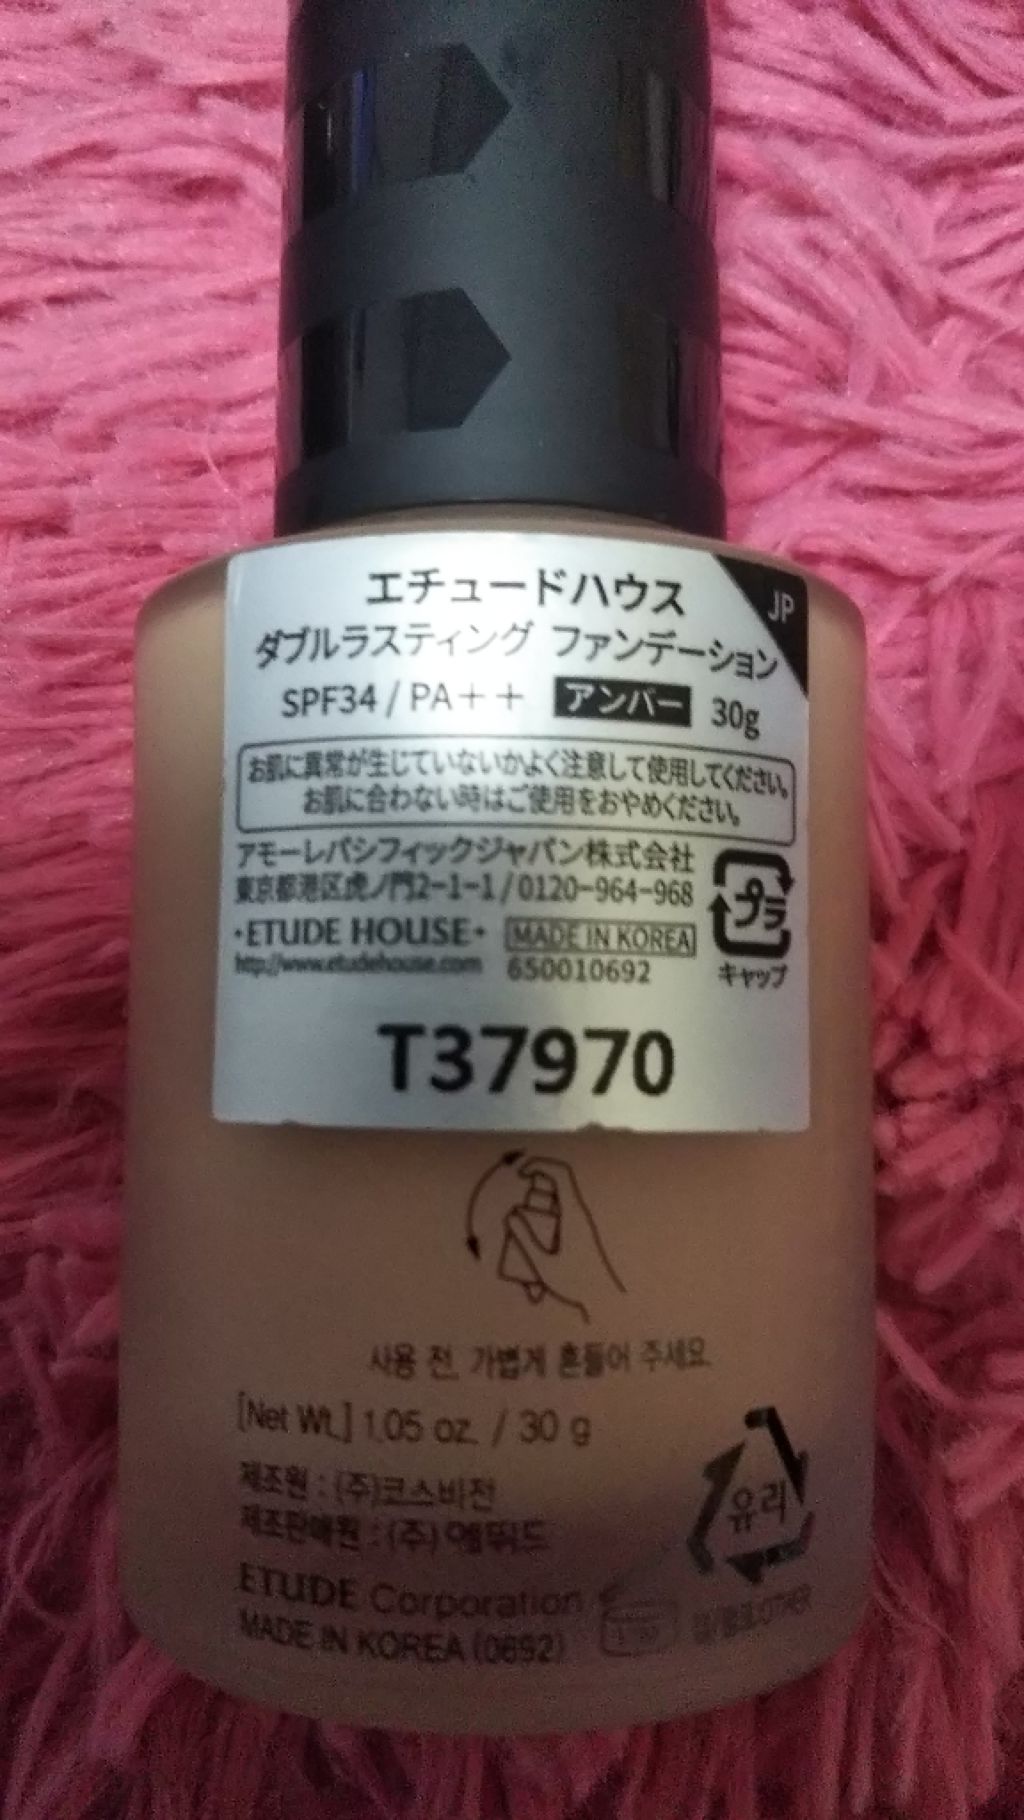 JP
エチュードハウス
ダブルラスティング ファンデーション
SPF34 / PA＋＋ アンバー 30g
お肌に異常が生じていないかよく注意して使用してください。
お肌に合わない時はご使用をおやめください。
アモーレパシフィックジャパン株式会社
東京都港区虎ノ門2-1-1 / 0120-964-968
プラ
キャップ
・ETUDE HOUSE・ MADE IN KOREA
http://www.etudehouse.com 650010692
T37970
사용 전, 가볍게 흔들어 주세요.
[Net Wt.] 1.05 oz. / 30 g
제조원 : (주)코스비전
제조판매원 : (주)에뛰드
유리
ETUDE Corporation
MADE IN KOREA (0692)